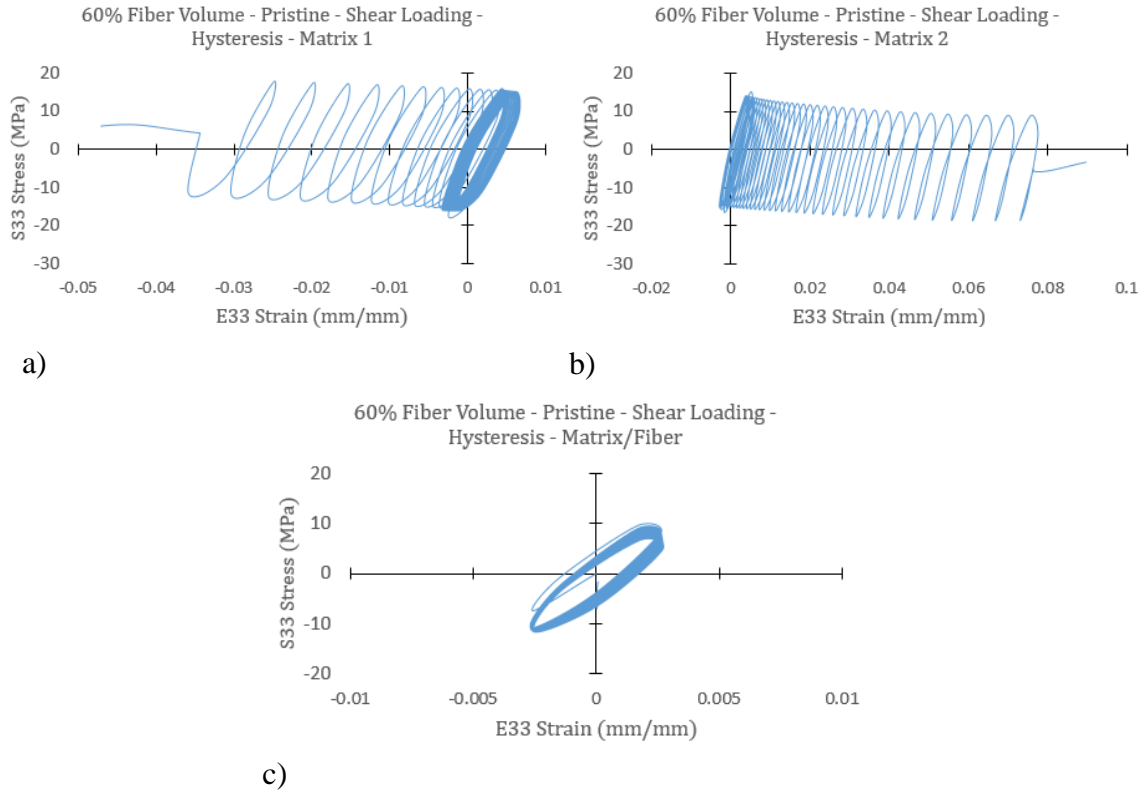 60% Fiber Volume - Pristine - Shear Loading -
Hysteresis - Matrix 1
20
10
0
-10
-20
-30
S33 Stress (MPa)
-0.05 -0.04 -0.03 -0.02 -0.01 0 0.01
E33 Strain (mm/mm)
a)
60% Fiber Volume - Pristine - Shear Loading -
Hysteresis - Matrix 2
20
10
0
-10
-20
-30
S33 Stress (MPa)
-0.02 0 0.02 0.04 0.06 0.08 0.1
E33 Strain (mm/mm)
b)
60% Fiber Volume - Pristine - Shear Loading -
Hysteresis - Matrix/Fiber
20
10
0
-10
-20
S33 Stress (MPa)
-0.01 -0.005 0 0.005 0.01
E33 Strain (mm/mm)
c)